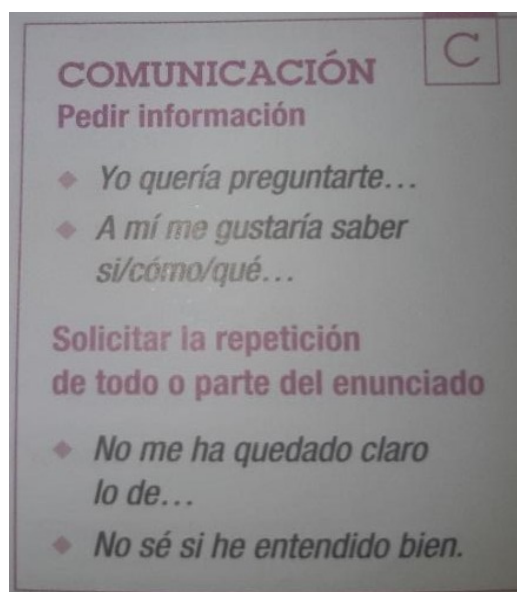 C
COMUNICACIÓN
Pedir información
◆ Yo quería preguntarte...
◆ A mí me gustaría saber
si/cómo/qué...
Solicitar la repetición
de todo o parte del enunciado
◆ No me ha quedado claro
lo de...
◆ No sé si he entendido bien.